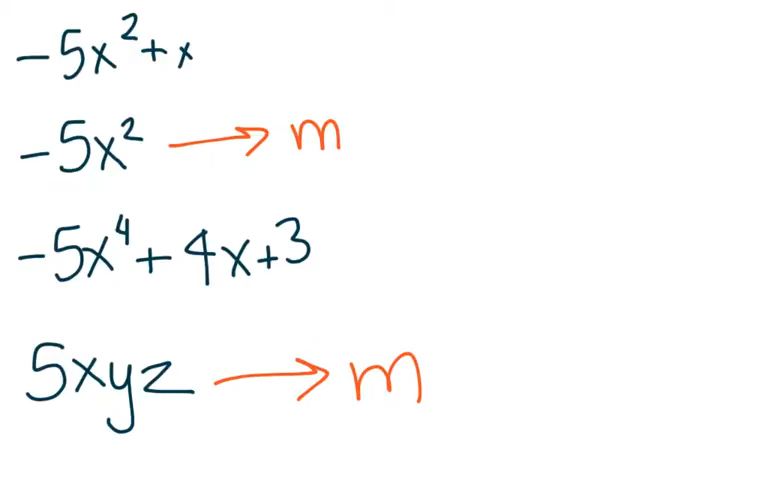 -5x²+x
-5x² → m
-5x⁴+4x+3
5xyz → m